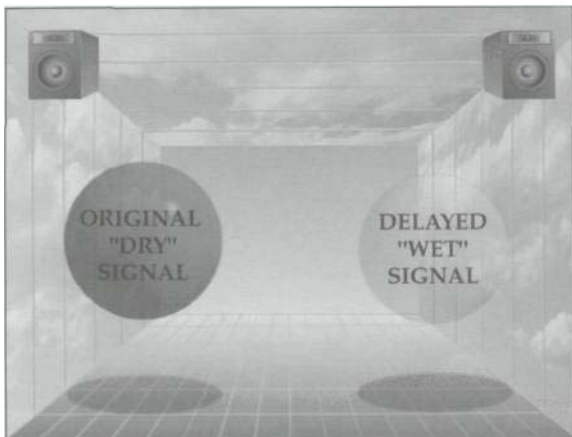 ORIGINAL
"DRY"
SIGNAL
DELAYED
"WET"
SIGNAL